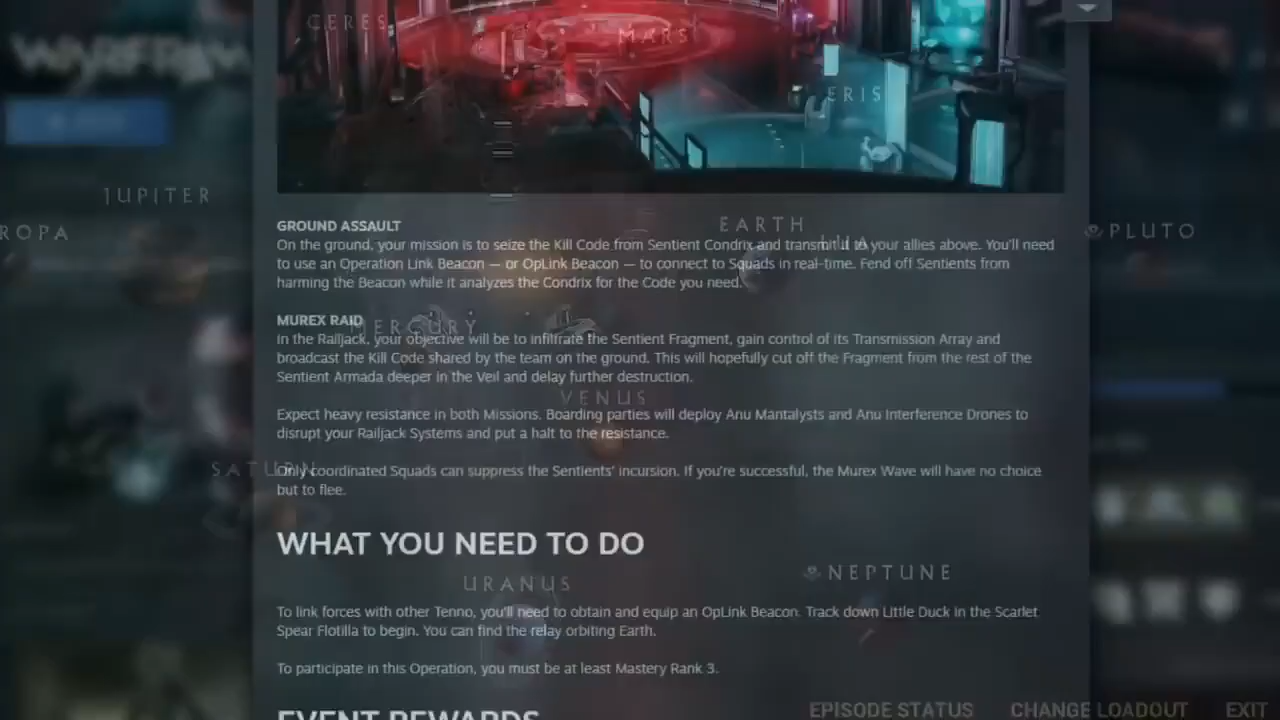 CERES
MARS
ERIS
WARFRAM
JUPITER
ROPA
EARTH
LUA
PLUTO
GROUND ASSAULT
On the ground, your mission is to seize the Kill Code from Sentient Condrix and transmit it to your allies above. You'll need
to use an Operation Link Beacon — or OpLink Beacon — to connect to Squads in real-time. Fend off Sentients from
harming the Beacon while it analyzes the Condrix for the Code you need.
MUREX RAID
MERCURY
In the Railjack, your objective will be to infiltrate the Sentient Fragment, gain control of its Transmission Array and
broadcast the Kill Code shared by the team on the ground. This will hopefully cut off the Fragment from the rest of the
Sentient Armada deeper in the Veil and delay further destruction.
VENUS
Expect heavy resistance in both Missions. Boarding parties will deploy Anu Mantalysts and Anu Interference Drones to
disrupt your Railjack Systems and put a halt to the resistance.
SATURN
Only coordinated Squads can suppress the Sentients' incursion. If you're successful, the Murex Wave will have no choice
but to flee.
WHAT YOU NEED TO DO
URANUS
NEPTUNE
To link forces with other Tenno, you'll need to obtain and equip an OpLink Beacon. Track down Little Duck in the Scarlet
Spear Flotilla to begin. You can find the relay orbiting Earth.
To participate in this Operation, you must be at least Mastery Rank 3.
EVENT REWARDS
EPISODE STATUS
CHANGE LOADOUT
EXIT